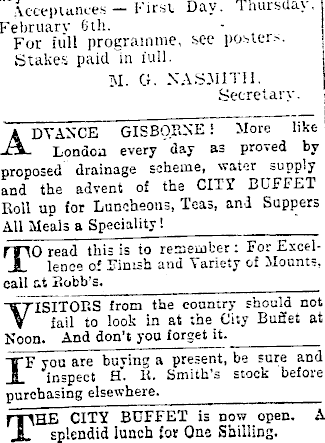 Acceptances — First Day, Thursday,
February 6th.
For full programme, see posters.
Stakes paid in full.
M. G. NASMITH,
Secretary.
ADVANCE GISBORNE! More like
London every day as proved by
proposed drainage scheme, water supply
and the advent of the CITY BUFFET
Roll up for Luncheons, Teas, and Suppers
All Meals a Speciality!
TO read this is to remember: For Excel-
lence of Finish and Variety of Mounts,
call at Robb's.
VISITORS from the country should not
fail to look in at the City Buffet at
Noon. And don't you forget it.
IF you are buying a present, be sure and
inspect H. R. Smith's stock before
purchasing elsewhere.
THE CITY BUFFET is now open. A
splendid lunch for One Shilling.